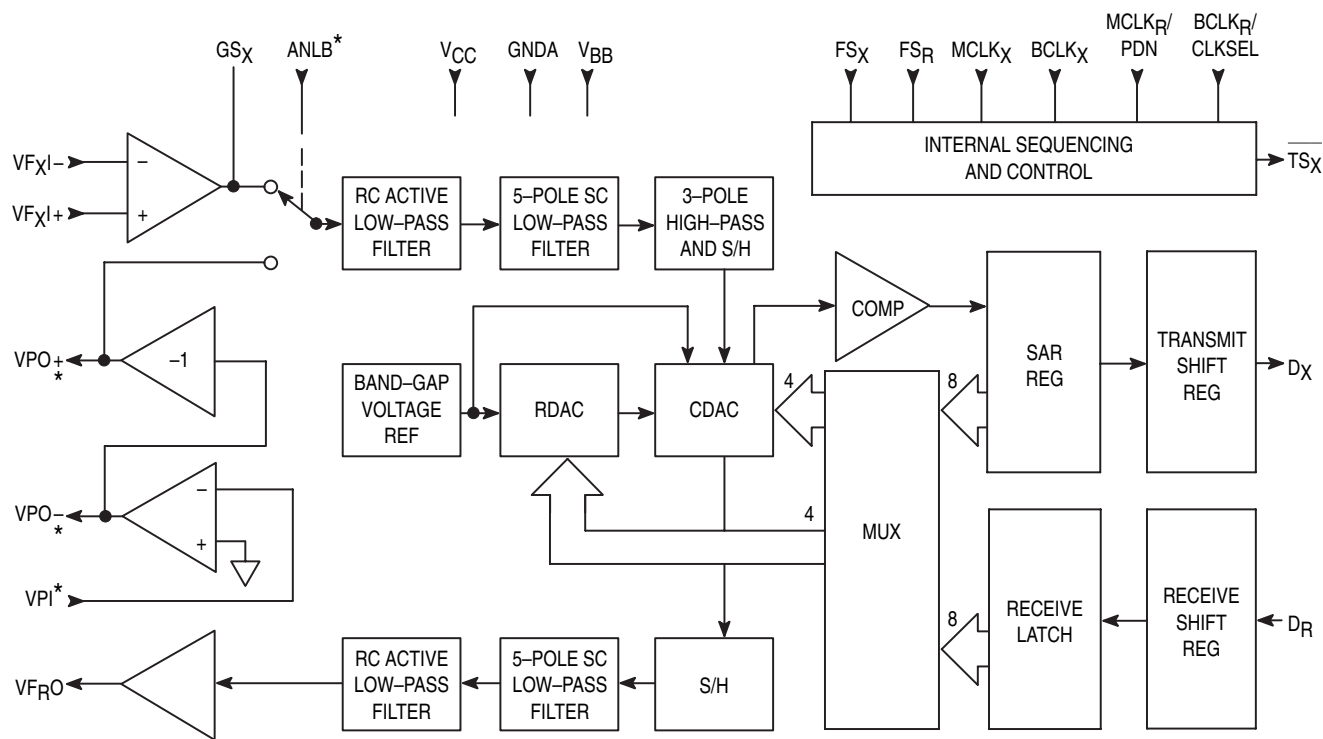 GSX
ANLB*
VCC
GNDA
VBB
FSX
FSR
MCLKX
BCLKX
MCLKR/
PDN
BCLKR/
CLKSEL
INTERNAL SEQUENCING
AND CONTROL
TSX
VFXI–
–
VFXI+
+
RC ACTIVE
LOW–PASS
FILTER
5–POLE SC
LOW–PASS
FILTER
3–POLE
HIGH–PASS
AND S/H
COMP
SAR
REG
TRANSMIT
SHIFT
REG
DX
VPO+
*
–1
BAND–GAP
VOLTAGE
REF
RDAC
CDAC
4
8
VPO–
*
–
+
VPI*
4
MUX
8
RECEIVE
LATCH
RECEIVE
SHIFT
REG
DR
VFRO
RC ACTIVE
LOW–PASS
FILTER
5–POLE SC
LOW–PASS
FILTER
S/H